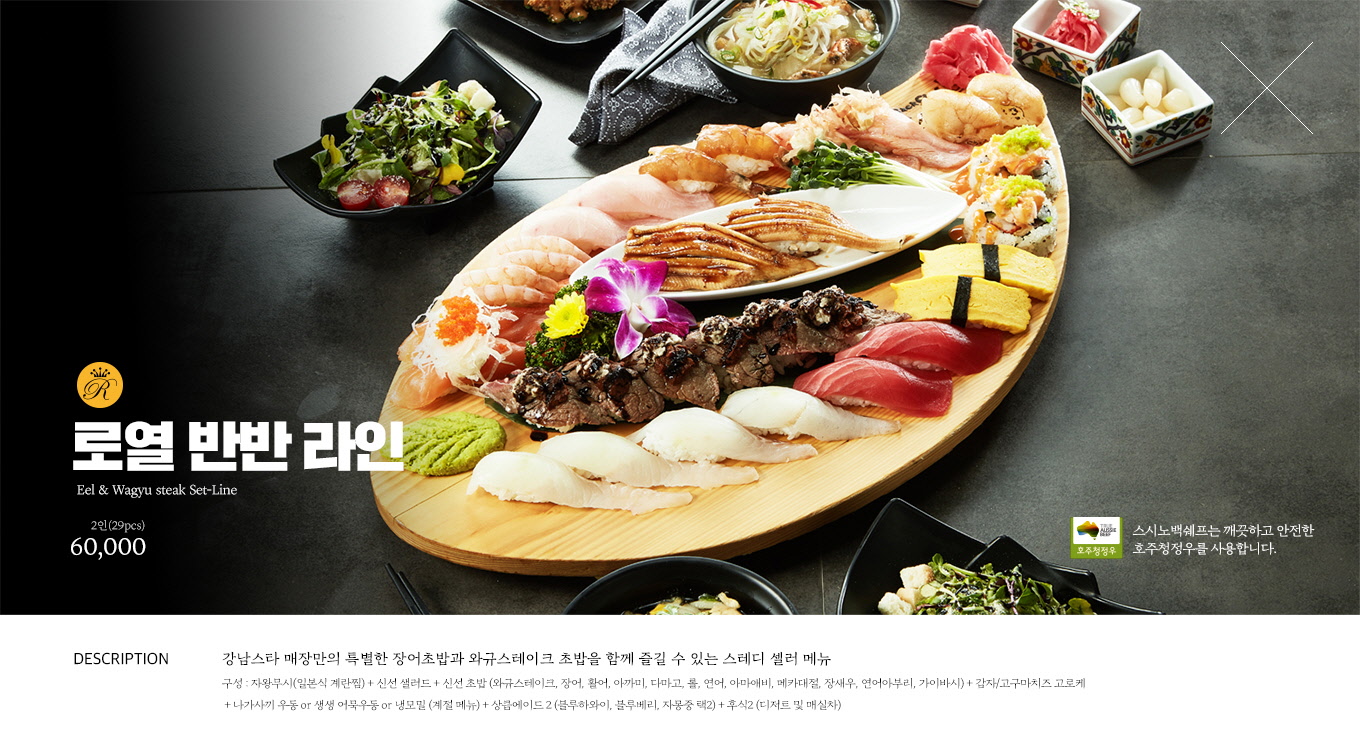 R
로열 반반 라인
Eel & Wagyu steak Set-Line
2인(29pcs)
60,000
TRUE
AUSSIE
BEEF
호주청정우
스시노백쉐프는 깨끗하고 안전한
호주청정우를 사용합니다.
DESCRIPTION
강남스타 매장만의 특별한 장어초밥과 와규스테이크 초밥을 함께 즐길 수 있는 스테디 셀러 메뉴
구성 : 자왕무시(일본식 계란찜) + 신선 샐러드 + 신선 초밥 (와규스테이크, 장어, 활어, 아까미, 다마고, 롤, 연어, 아마애비, 메카대절, 장새우, 연어아부리, 가이바시) + 감자/고구마치즈 고로케
+ 나가사끼 우동 or 생생 어묵우동 or 냉모밀 (계절 메뉴) + 상큼에이드 2 (블루하와이, 블루베리, 자몽중 택2) + 후식2 (디저트 및 매실차)